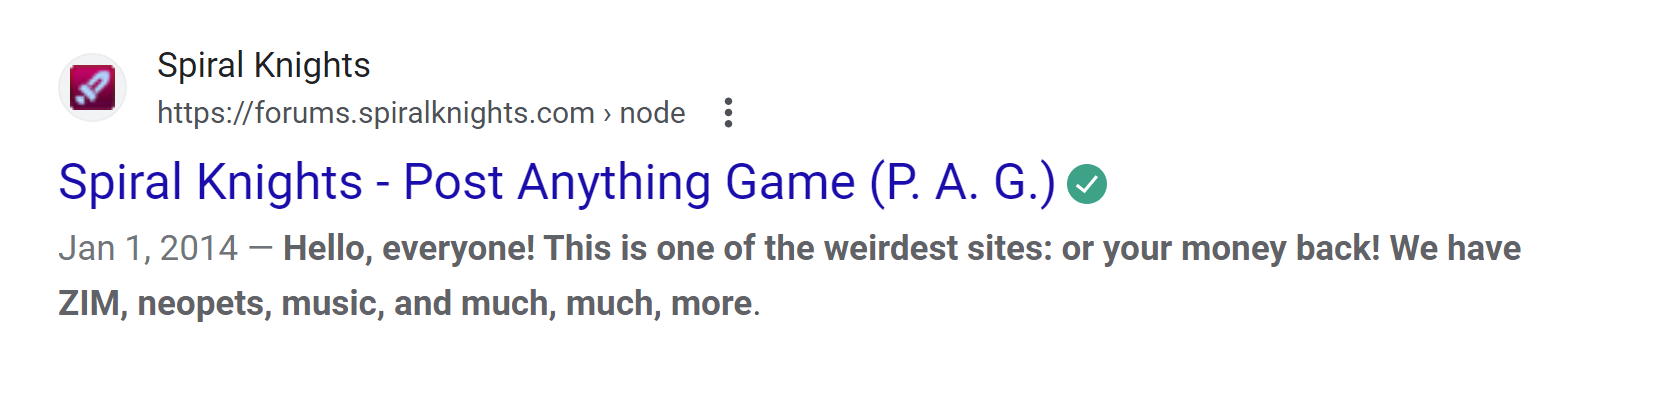 Spiral Knights
https://forums.spiralknights.com › node
Spiral Knights - Post Anything Game (P. A. G.)
Jan 1, 2014 — Hello, everyone! This is one of the weirdest sites: or your money back! We have
ZIM, neopets, music, and much, much, more.